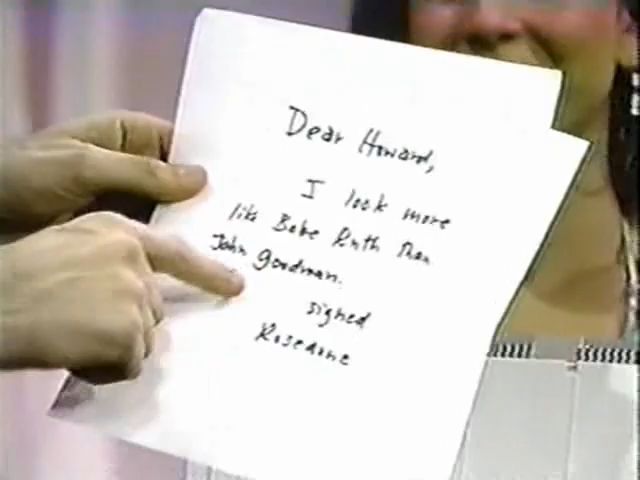 Dear Howard,
I look more
like Babe Ruth Than
John Goodman.
signed
Roseanne